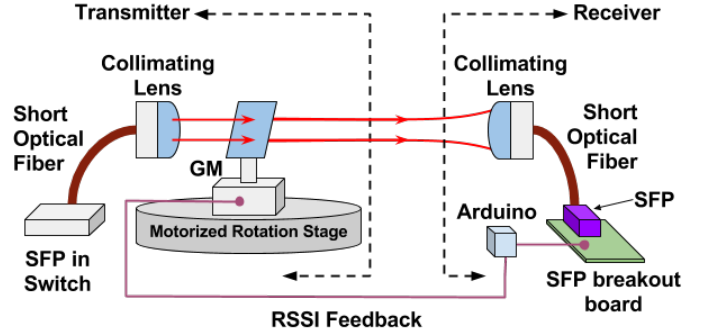 Transmitter
Receiver
Collimating
Lens
Collimating
Lens
Short
Optical
Fiber
Short
Optical
Fiber
GM
SFP
Arduino
Motorized Rotation Stage
SFP in
Switch
SFP breakout
board
RSSI Feedback